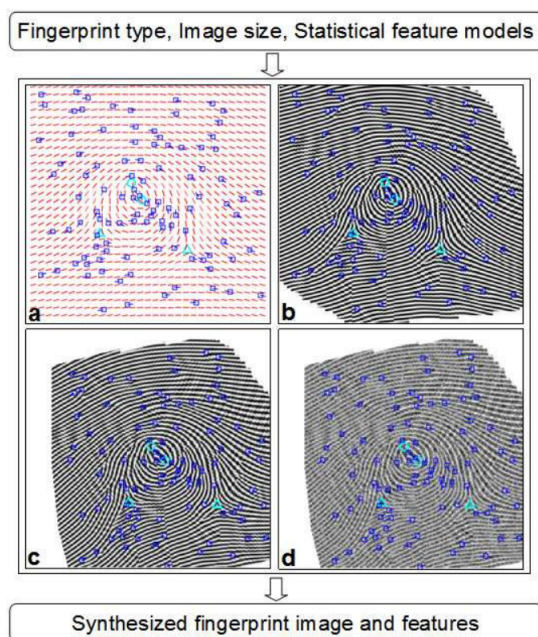 Fingerprint type, Image size, Statistical feature models
a
b
c
d
Synthesized fingerprint image and features